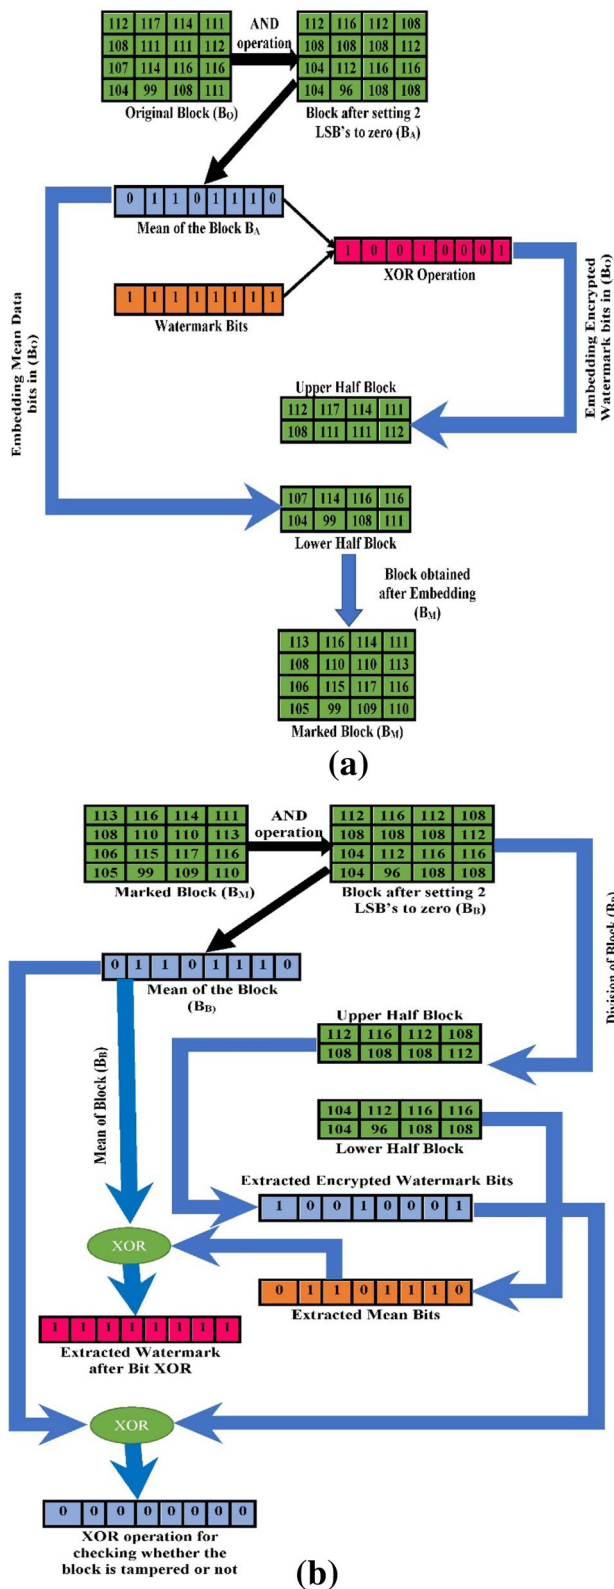 112 117 114 111
108 111 111 112
107 114 116 116
104 99 108 111
Original Block (BO)
AND
operation
112 116 112 108
108 108 108 112
104 112 116 116
104 96 108 108
Block after setting 2
LSB's to zero (BA)
0 1 1 0 1 1 1 0
Mean of the Block BA
1 0 0 1 0 0 0 1
XOR Operation
1 1 1 1 1 1 1 1
Watermark Bits
Embedding Mean Data
bits in (BO)
Embedding Encrypted
Watermark bits in (BO)
Upper Half Block
112 117 114 111
108 111 111 112
107 114 116 116
104 99 108 111
Lower Half Block
Block obtained
after Embedding
(BM)
113 116 114 111
108 110 110 113
106 115 117 116
105 99 109 110
Marked Block (BM)
(a)
113 116 114 111
108 110 110 113
106 115 117 116
105 99 109 110
Marked Block (BM)
AND
operation
112 116 112 108
108 108 108 112
104 112 116 116
104 96 108 108
Block after setting 2
LSB's to zero (BB)
Division of Block (BB)
0 1 1 0 1 1 1 0
Mean of the Block
(BB)
Mean of Block (BB)
Upper Half Block
112 116 112 108
108 108 108 112
104 112 116 116
104 96 108 108
Lower Half Block
Extracted Encrypted Watermark Bits
1 0 0 1 0 0 0 1
XOR
0 1 1 0 1 1 1 0
Extracted Mean Bits
1 1 1 1 1 1 1 1
Extracted Watermark
after Bit XOR
XOR
0 0 0 0 0 0 0 0
XOR operation for
checking whether the
block is tampered or not
(b)